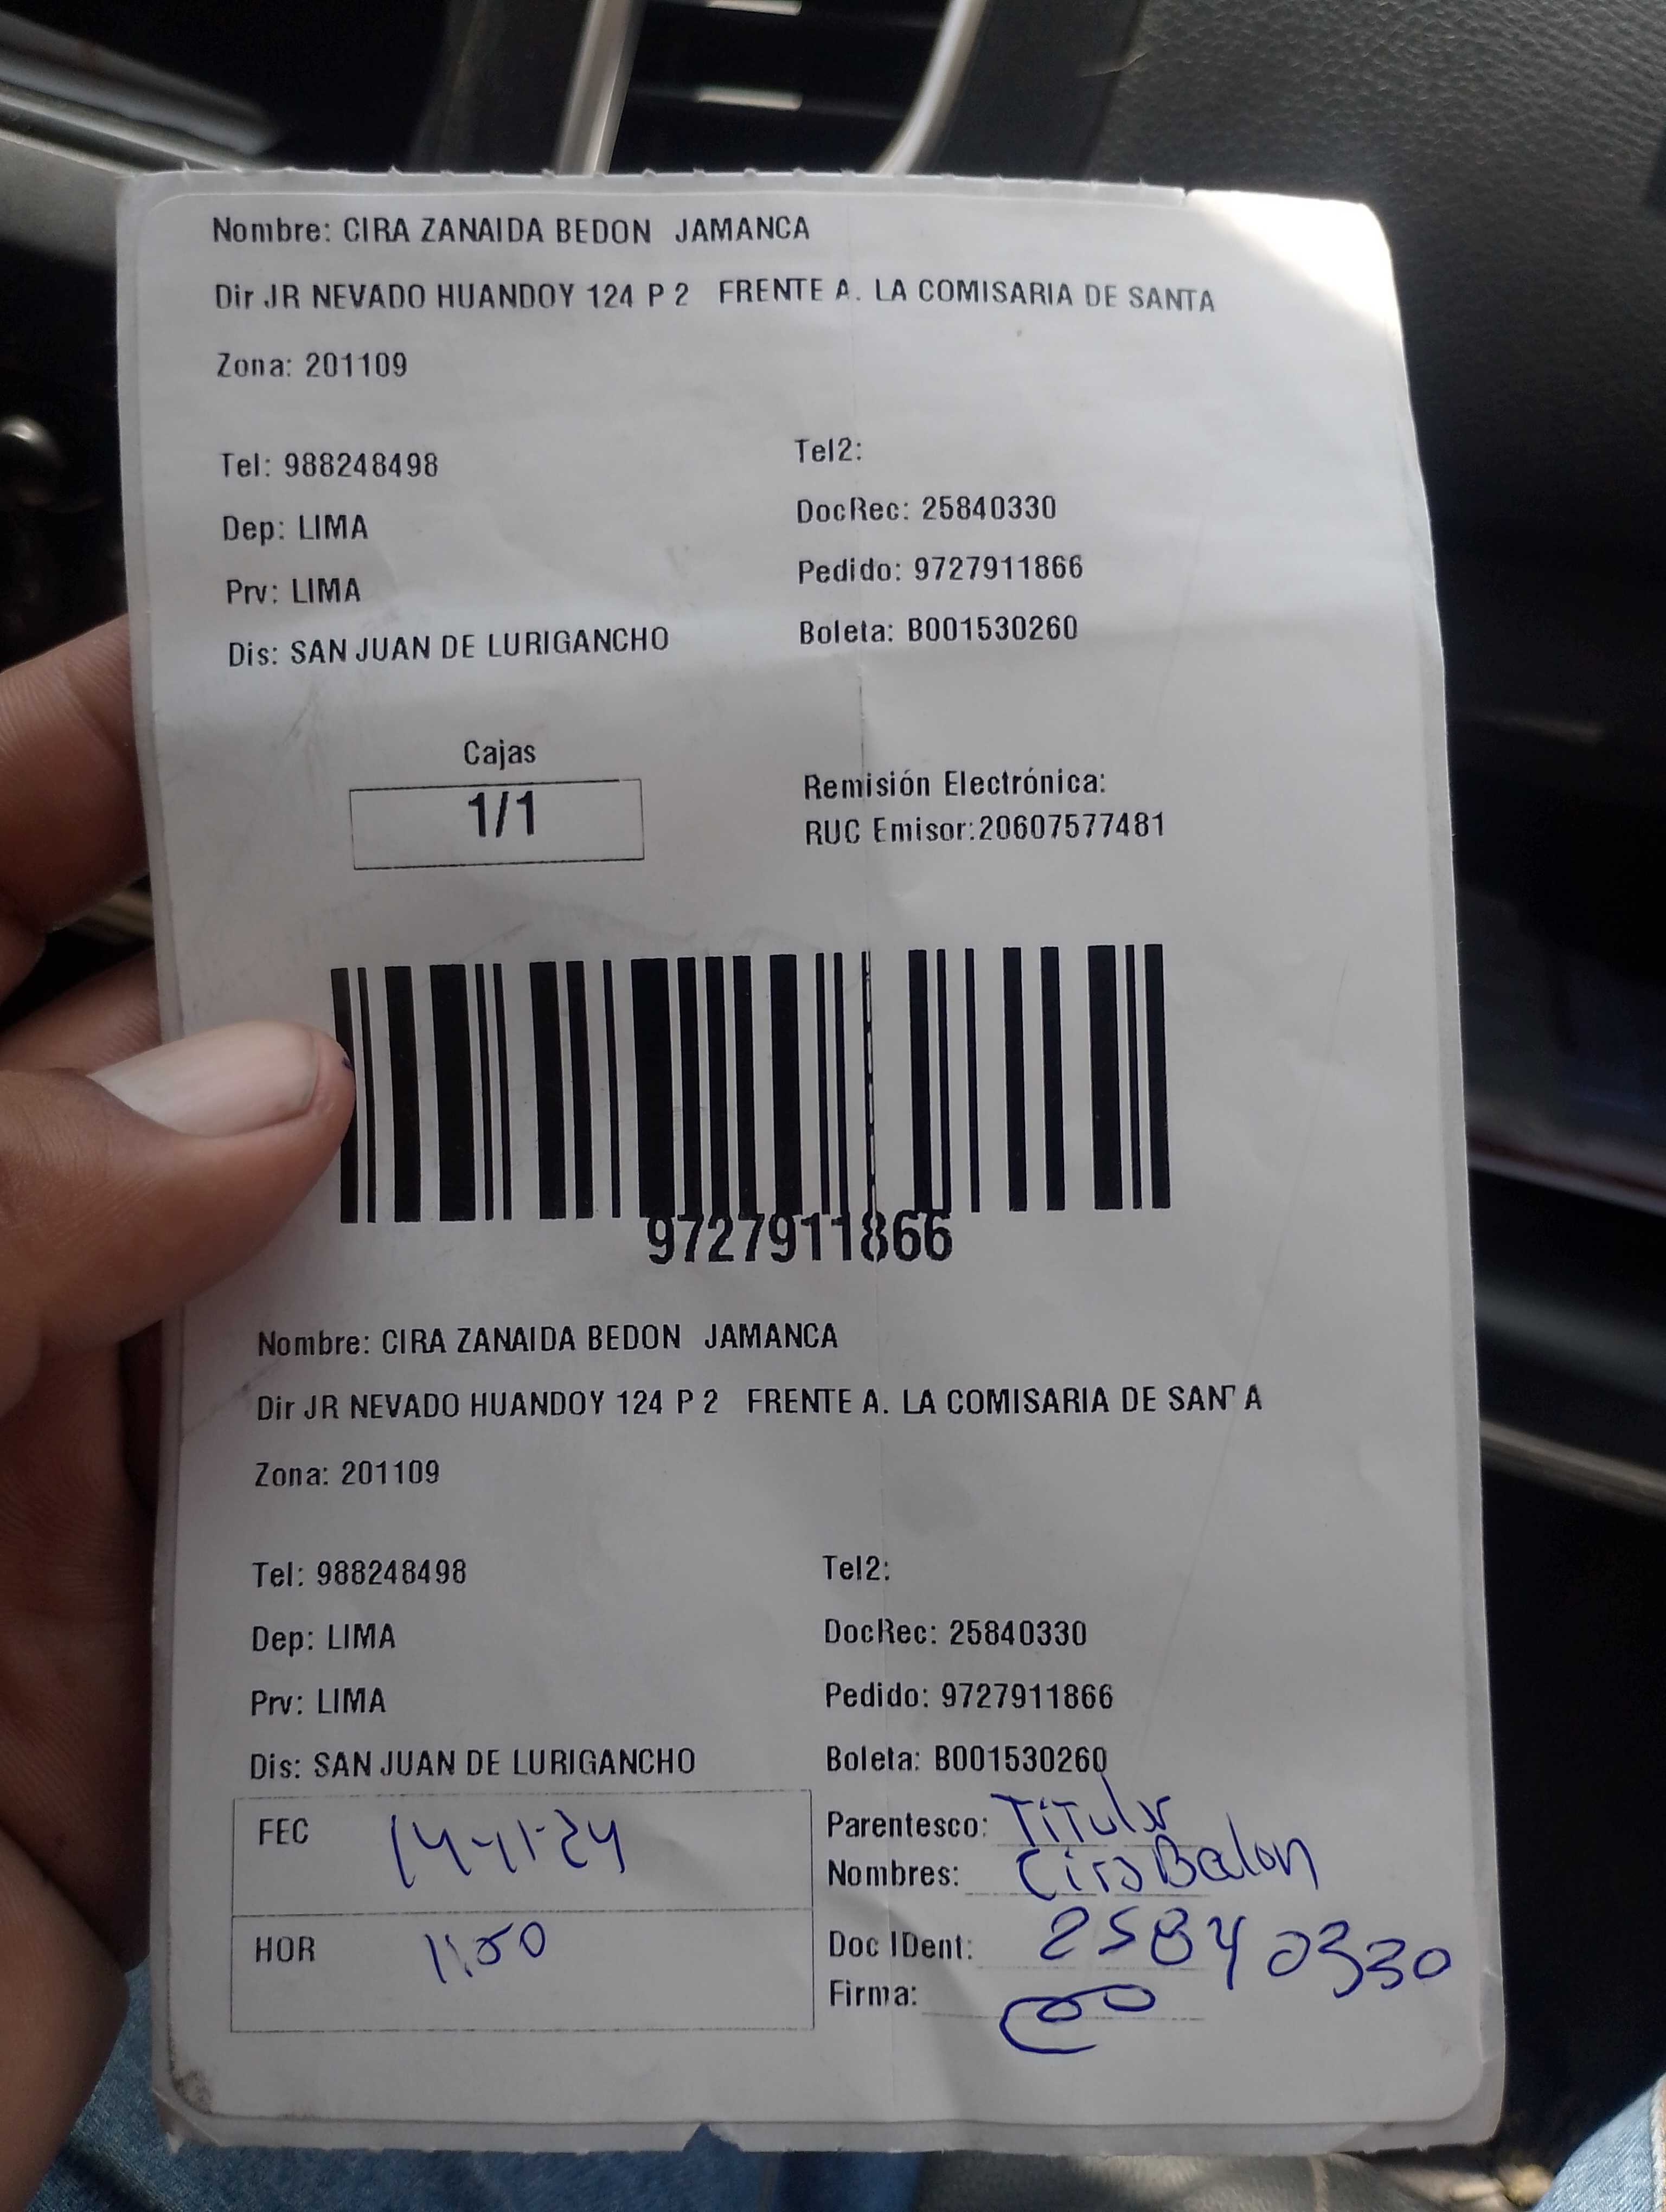 Nombre: CIRA ZANAIDA BEDON JAMANCA
Dir JR NEVADO HUANDOY 124 P 2 FRENTE A. LA COMISARIA DE SANTA
Zona: 201109
Tel: 988248498
Tel2:
Dep: LIMA
DocRec: 25840330
Prv: LIMA
Pedido: 9727911866
Dis: SAN JUAN DE LURIGANCHO
Boleta: B001530260
Cajas
1/1
Remisión Electrónica:
RUC Emisor:20607577481
9727911866
Nombre: CIRA ZANAIDA BEDON JAMANCA
Dir JR NEVADO HUANDOY 124 P 2 FRENTE A. LA COMISARIA DE SANTA
Zona: 201109
Tel: 988248498
Tel2:
Dep: LIMA
DocRec: 25840330
Prv: LIMA
Pedido: 9727911866
Dis: SAN JUAN DE LURIGANCHO
Boleta: B001530260
FEC 14-11-24
Parentesco: Titular
Nombres: Cira Bedon
HOR 11:50
Doc IDent: 25840330
Firma: